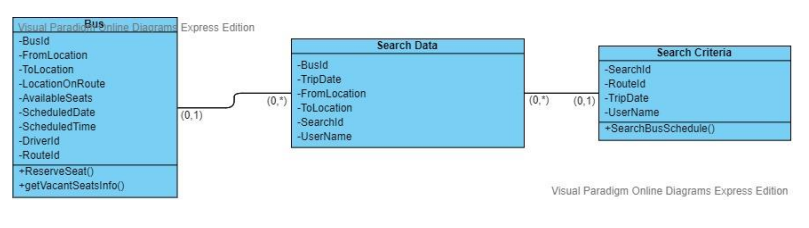 Visual Paradigm Online Diagrams Express Edition
Bus
-BusId
-FromLocation
-ToLocation
-LocationOnRoute
-AvailableSeats
-ScheduledDate
-ScheduledTime
-DriverId
-RouteId
+ReserveSeat()
+getVacantSeatsInfo()
(0,1)
(0,*)
Search Data
-BusId
-TripDate
-FromLocation
-ToLocation
-SearchId
-UserName
(0,*)
(0,1)
Search Criteria
-SearchId
-RouteId
-TripDate
-UserName
+SearchBusSchedule()
Visual Paradigm Online Diagrams Express Edition